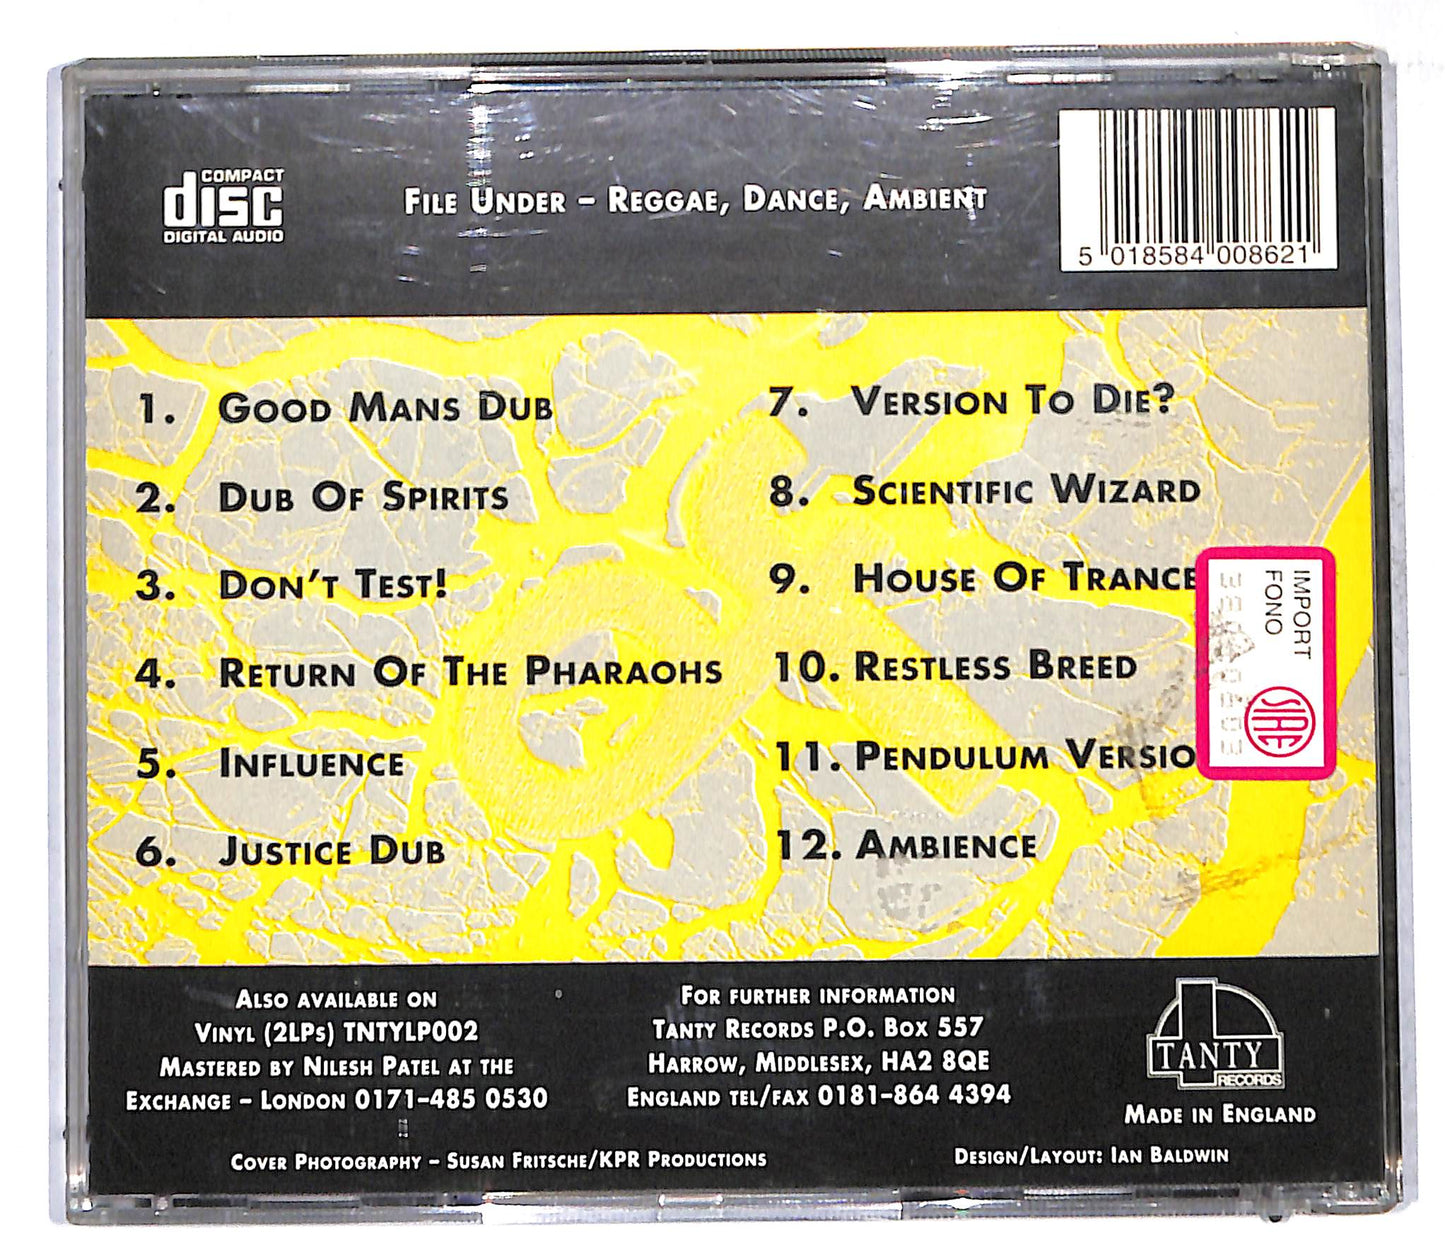 COMPACT
disc
DIGITAL AUDIO
FILE UNDER – REGGAE, DANCE, AMBIENT
5 018584 008621
1. GOOD MANS DUB
2. DUB OF SPIRITS
3. DON'T TEST!
4. RETURN OF THE PHARAOHS
5. INFLUENCE
6. JUSTICE DUB
7. VERSION TO DIE?
8. SCIENTIFIC WIZARD
9. HOUSE OF TRANCE
10. RESTLESS BREED
11. PENDULUM VERSIO
12. AMBIENCE
IMPORT
FONO
SIAE
ALSO AVAILABLE ON
VINYL (2LPS) TNTYLP002
MASTERED BY NILESH PATEL AT THE
EXCHANGE – LONDON 0171–485 0530
FOR FURTHER INFORMATION
TANTY RECORDS P.O. BOX 557
HARROW, MIDDLESEX, HA2 8QE
ENGLAND TEL/FAX 0181–864 4394
TANTY
RECORDS
MADE IN ENGLAND
COVER PHOTOGRAPHY – SUSAN FRITSCHE/KPR PRODUCTIONS
DESIGN/LAYOUT: IAN BALDWIN